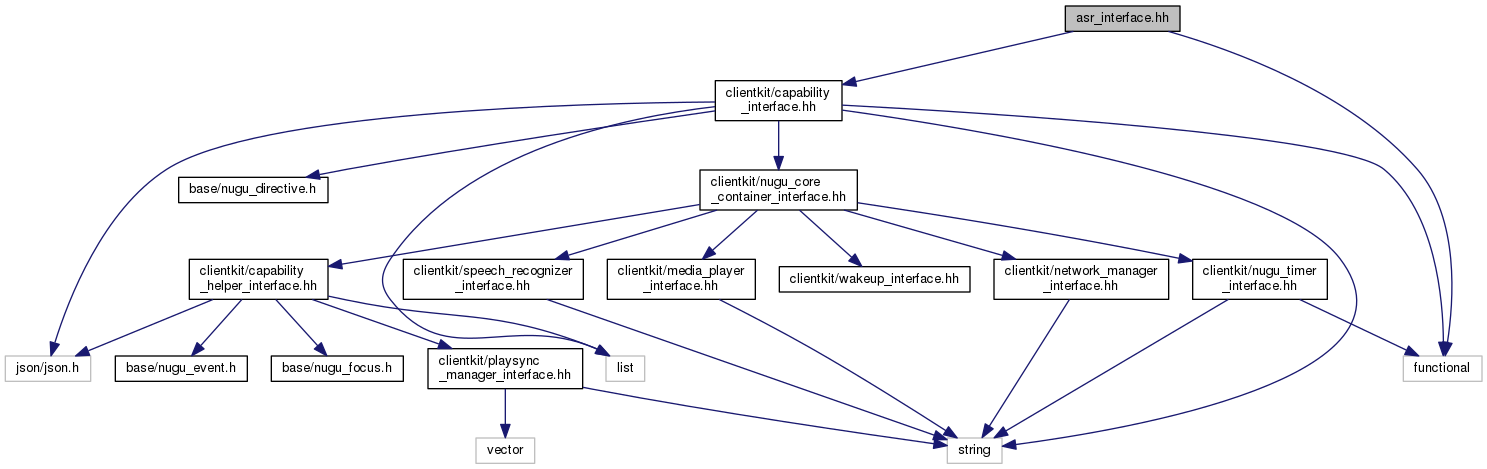 asr_interface.hh
clientkit/capability
_interface.hh
base/nugu_directive.h
clientkit/nugu_core
_container_interface.hh
clientkit/capability
_helper_interface.hh
clientkit/speech_recognizer
_interface.hh
clientkit/media_player
_interface.hh
clientkit/wakeup_interface.hh
clientkit/network_manager
_interface.hh
clientkit/nugu_timer
_interface.hh
json/json.h
base/nugu_event.h
base/nugu_focus.h
clientkit/playsync
_manager_interface.hh
list
functional
vector
string